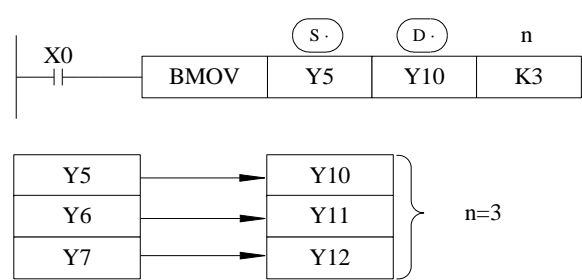 S · D · n
X0
BMOV Y5 Y10 K3
Y5 Y10
Y6 Y11 n=3
Y7 Y12